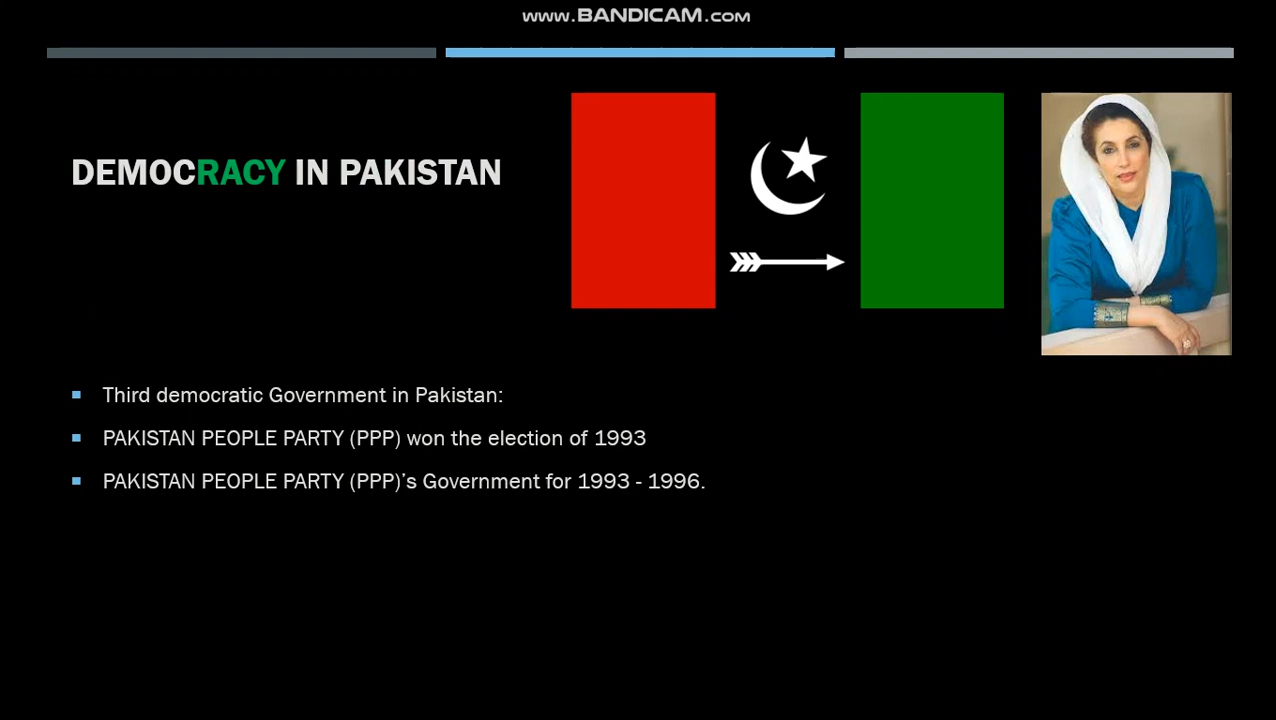 www.BANDICAM.com
DEMOCRACY IN PAKISTAN
Third democratic Government in Pakistan:
PAKISTAN PEOPLE PARTY (PPP) won the election of 1993
PAKISTAN PEOPLE PARTY (PPP)’s Government for 1993 - 1996.